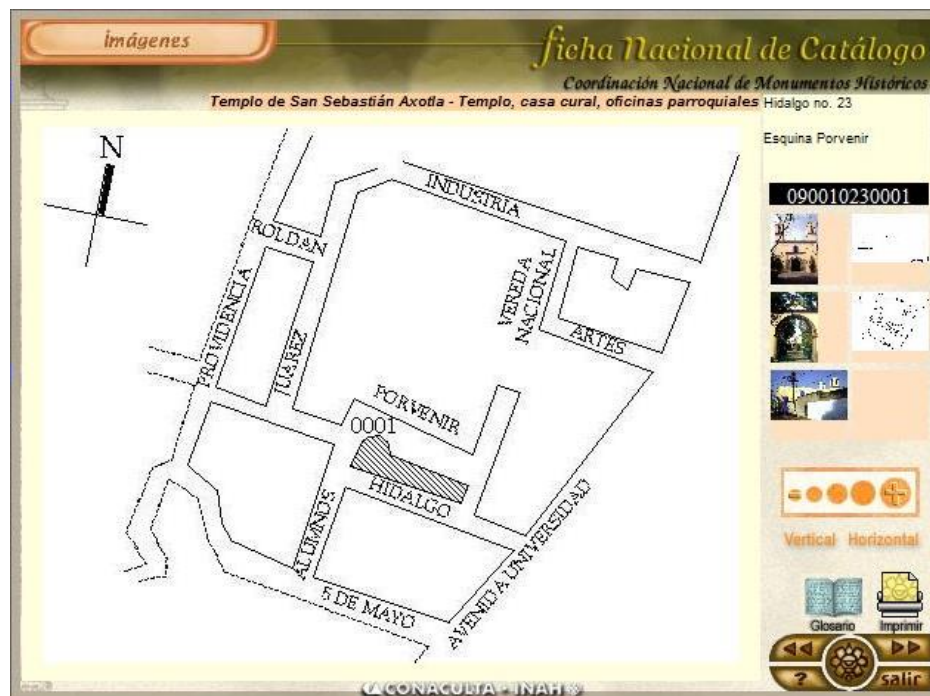 Imágenes
ficha Nacional de Catálogo
Coordinación Nacional de Monumentos Históricos
Templo de San Sebastián Axotla - Templo, casa cural, oficinas parroquiales
Hidalgo no. 23
Esquina Porvenir
090010230001
N
INDUSTRIA
ROLDAN
VEREDA
NACIONAL
PROVIDENCIA
JUAREZ
ARTES
PORVENIR
0001
HIDALGO
ALUMNOS
AVENIDA UNIVERSIDAD
5 DE MAYO
Vertical Horizontal
Glosario Imprimir
? salir
CONACULTA - INAH